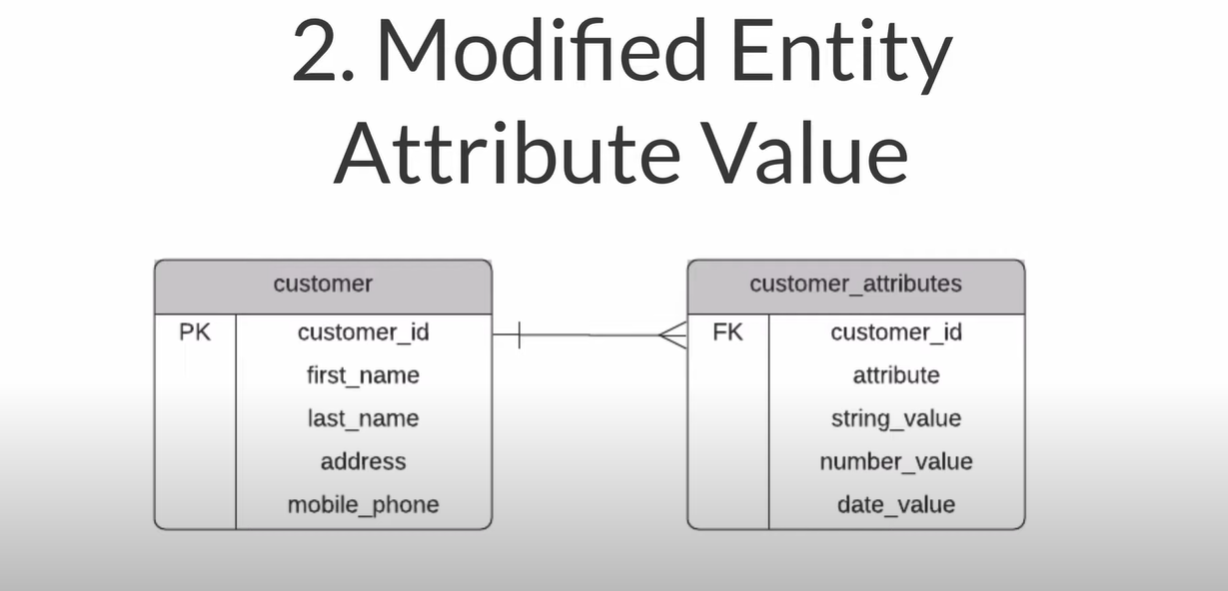 2. Modified Entity
Attribute Value
customer
PK customer_id
first_name
last_name
address
mobile_phone
customer_attributes
FK customer_id
attribute
string_value
number_value
date_value